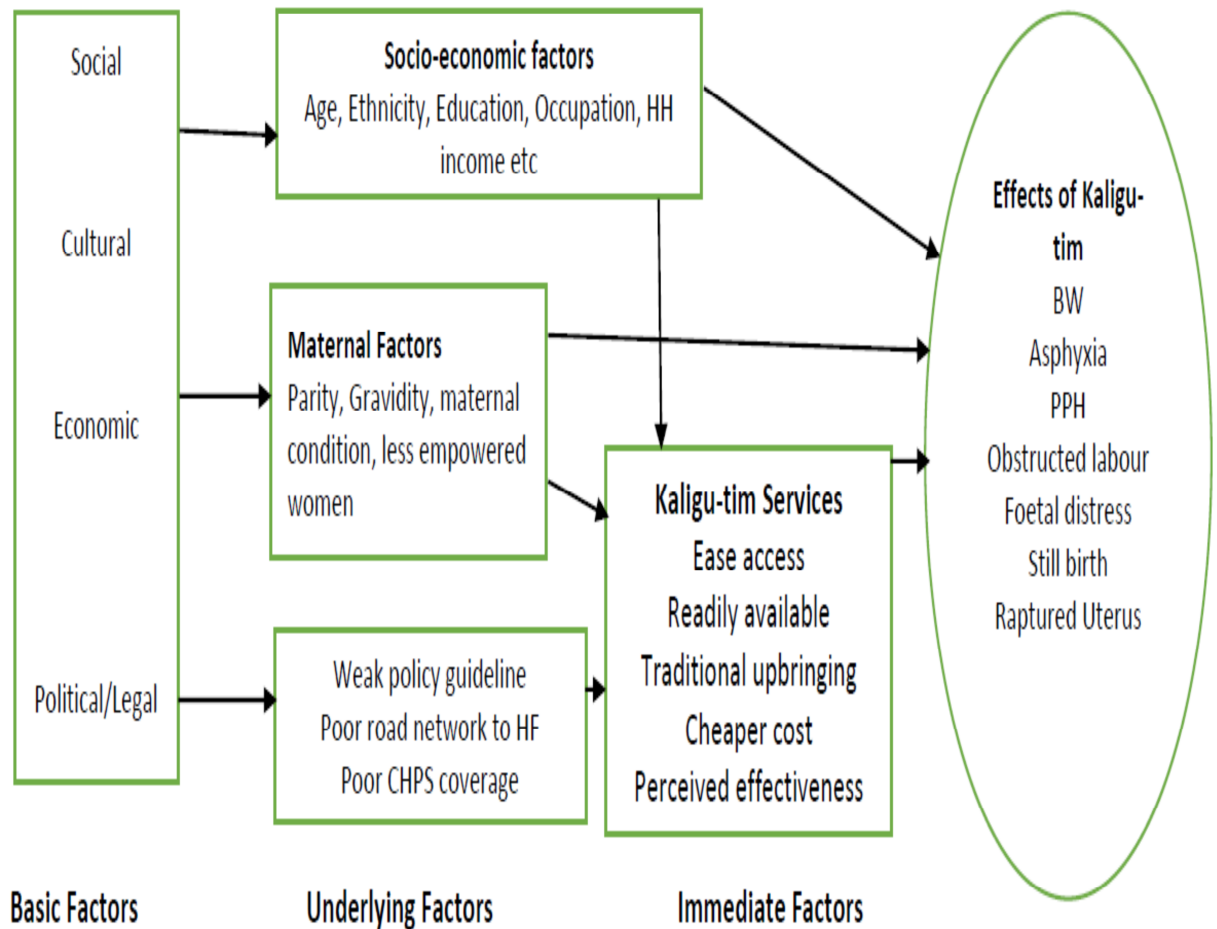 Social
Cultural
Economic
Political/Legal
Socio-economic factors
Age, Ethnicity, Education, Occupation, HH
income etc
Maternal Factors
Parity, Gravidity, maternal
condition, less empowered
women
Weak policy guideline
Poor road network to HF
Poor CHPS coverage
Kaligu-tim Services
Ease access
Readily available
Traditional upbringing
Cheaper cost
Perceived effectiveness
Effects of Kaligu-
tim
BW
Asphyxia
PPH
Obstructed labour
Foetal distress
Still birth
Raptured Uterus
Basic Factors
Underlying Factors
Immediate Factors